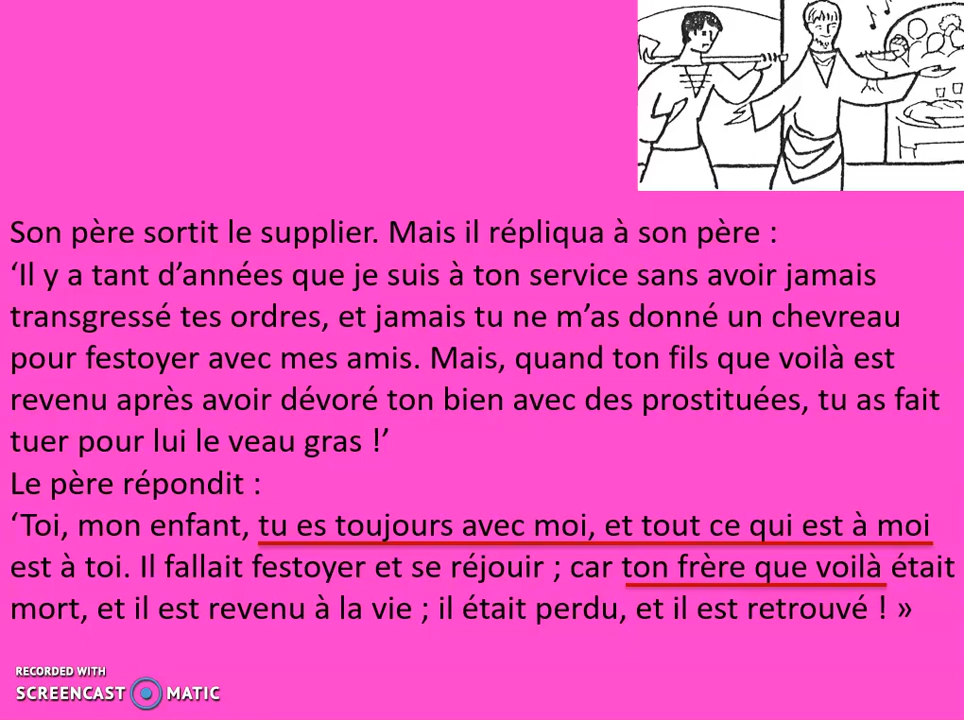 Son père sortit le supplier. Mais il répliqua à son père :
‘Il y a tant d’années que je suis à ton service sans avoir jamais
transgressé tes ordres, et jamais tu ne m’as donné un chevreau
pour festoyer avec mes amis. Mais, quand ton fils que voilà est
revenu après avoir dévoré ton bien avec des prostituées, tu as fait
tuer pour lui le veau gras !’
Le père répondit :
‘Toi, mon enfant, tu es toujours avec moi, et tout ce qui est à moi
est à toi. Il fallait festoyer et se réjouir ; car ton frère que voilà était
mort, et il est revenu à la vie ; il était perdu, et il est retrouvé ! »
RECORDED WITH
SCREENCAST MATIC